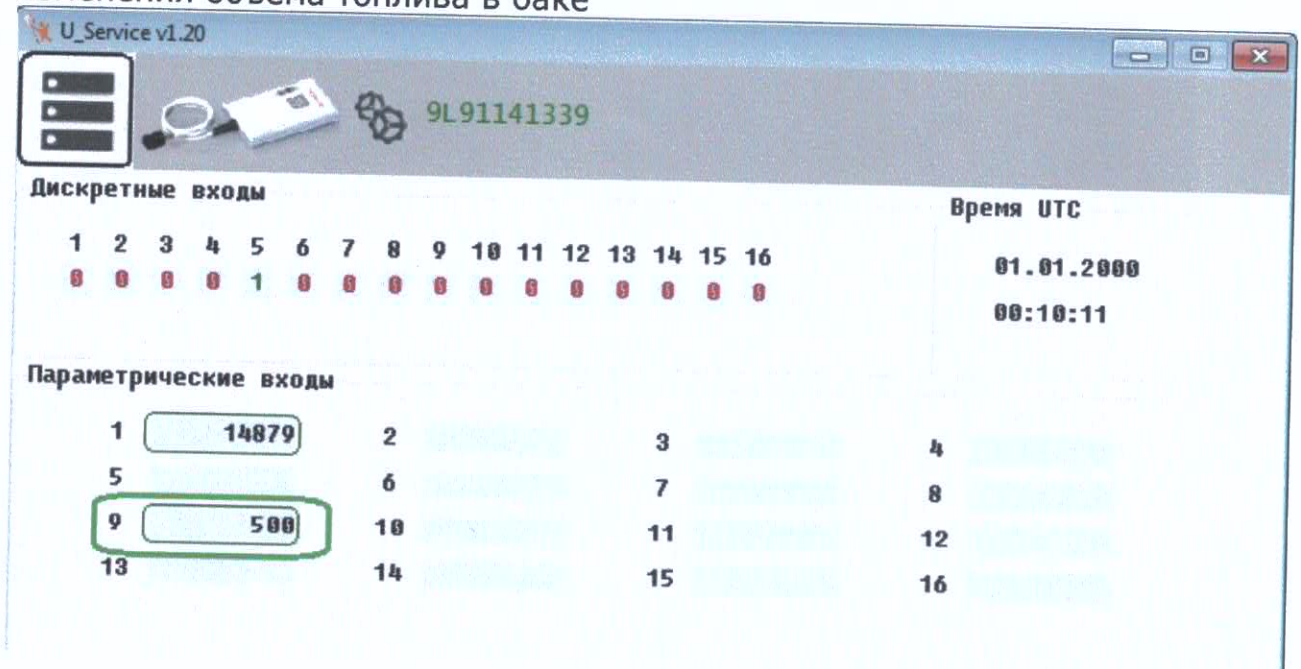 объема топлива в баке
U_Service v1.20
9L91141339
Дискретные входы
Время UTC
1 2 3 4 5 6 7 8 9 10 11 12 13 14 15 16
0 0 0 0 1 0 0 0 0 0 0 0 0 0 0 0
01.01.2000
00:10:11
Параметрические входы
1 14879 2 3 4
5 6 7 8
9 500 10 11 12
13 14 15 16